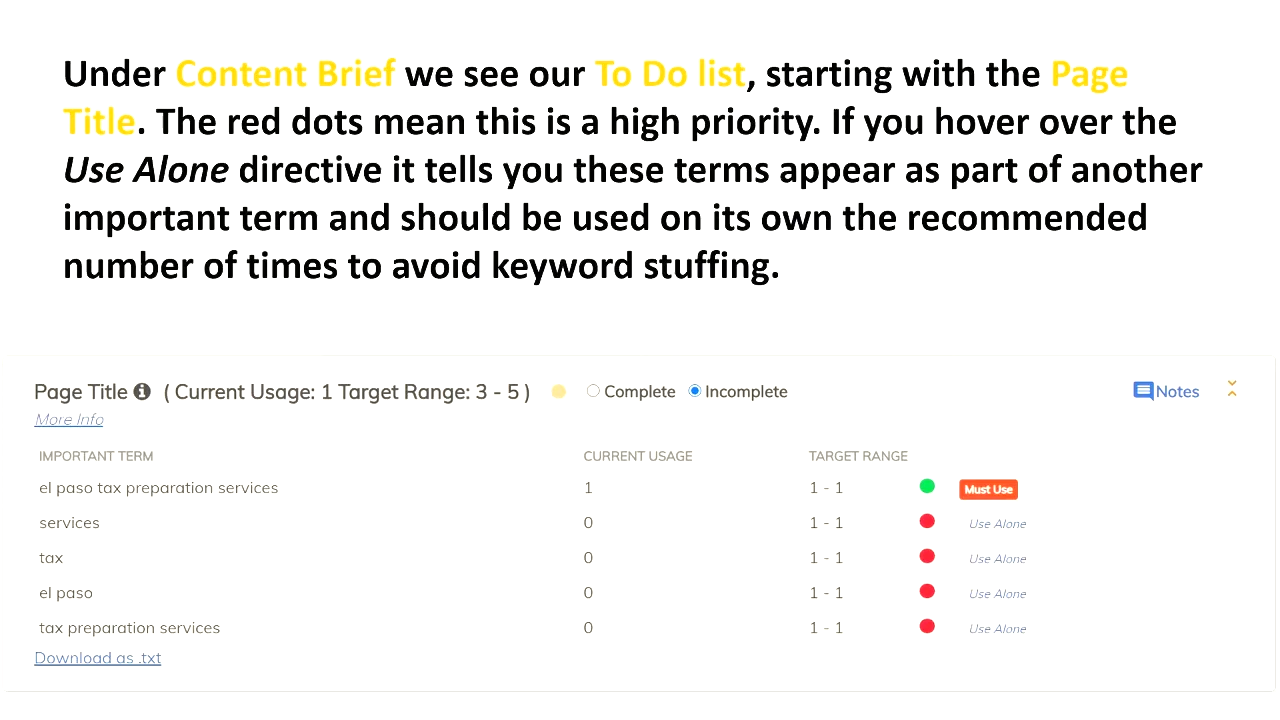 Under Content Brief we see our To Do list, starting with the Page
Title. The red dots mean this is a high priority. If you hover over the
Use Alone directive it tells you these terms appear as part of another
important term and should be used on its own the recommended
number of times to avoid keyword stuffing.
Page Title ( Current Usage: 1 Target Range: 3 - 5 ) Complete Incomplete Notes
More Info
IMPORTANT TERM CURRENT USAGE TARGET RANGE
el paso tax preparation services 1 1 - 1 Must Use
services 0 1 - 1 Use Alone
tax 0 1 - 1 Use Alone
el paso 0 1 - 1 Use Alone
tax preparation services 0 1 - 1 Use Alone
Download as .txt